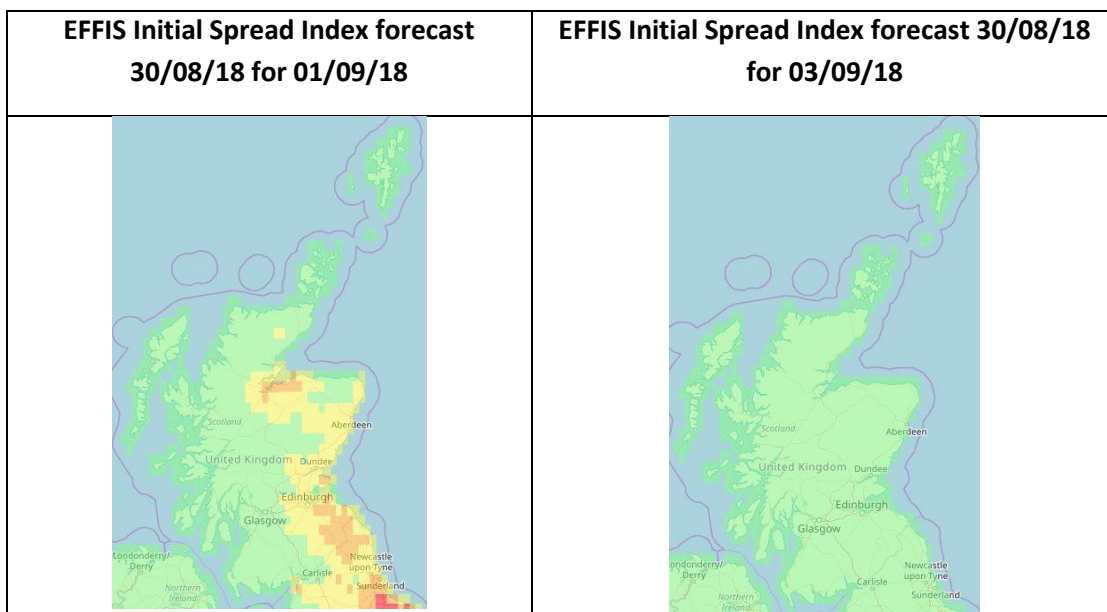 EFFIS Initial Spread Index forecast
30/08/18 for 01/09/18
EFFIS Initial Spread Index forecast 30/08/18
for 03/09/18
Scotland
Aberdeen
United Kingdom
Dundee
Edinburgh
Glasgow
Londonderry/
Derry
Newcastle
upon Tyne
Carlisle
Sunderland
Northern
Ireland
Scotland
Aberdeen
United Kingdom
Dundee
Edinburgh
Glasgow
ondonderry/
Derry
Newcastle
upon Tyne
Carlisle
Sunderland
Northern
Ireland